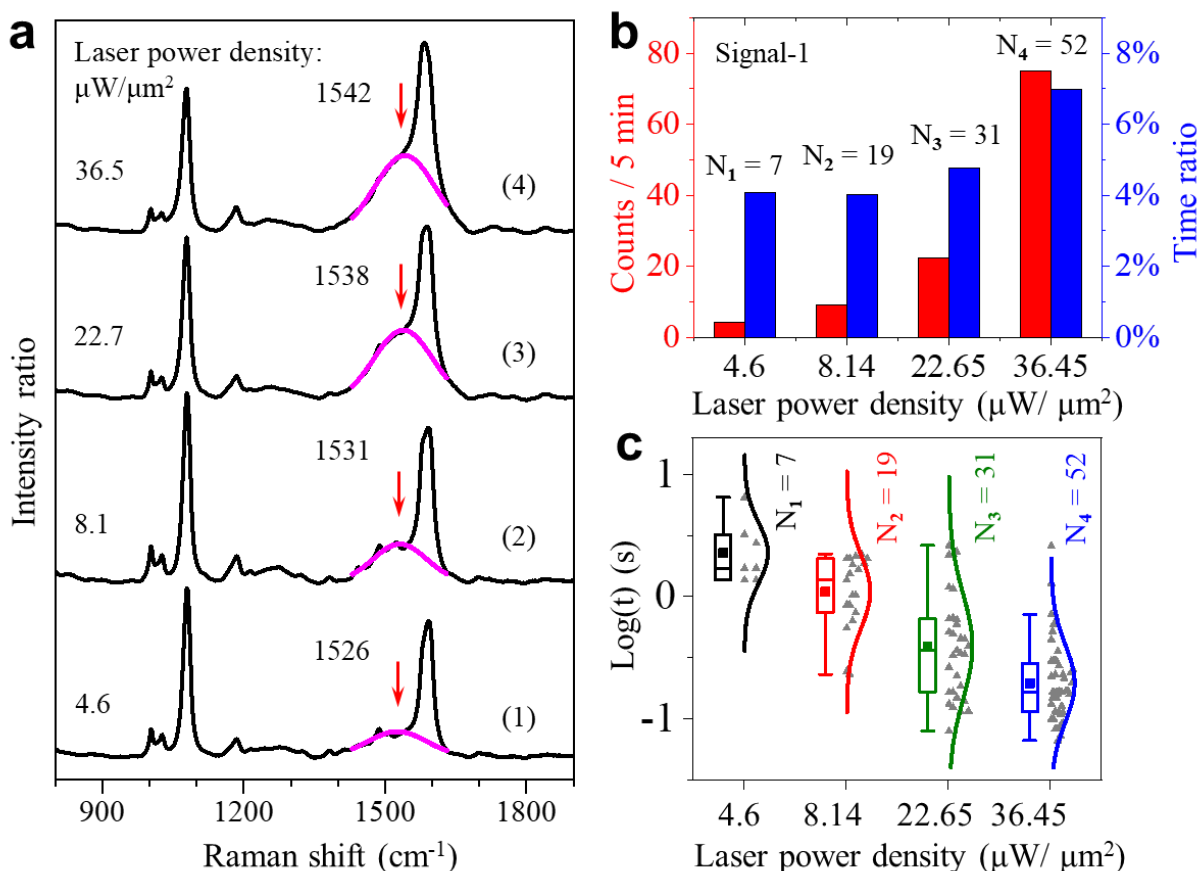 a
Laser power density:
μW/μm²
36.5
1542
(4)
22.7
1538
(3)
8.1
1531
(2)
4.6
1526
(1)
Intensity ratio
900 1200 1500 1800
Raman shift (cm⁻¹)
b
Signal-1
N₁ = 7
N₂ = 19
N₃ = 31
N₄ = 52
80
60
40
20
0
Counts / 5 min
8%
6%
4%
2%
0%
Time ratio
4.6 8.14 22.65 36.45
Laser power density (μW/ μm²)
c
N₁ = 7
N₂ = 19
N₃ = 31
N₄ = 52
1
0
-1
Log(t) (s)
4.6 8.14 22.65 36.45
Laser power density (μW/ μm²)